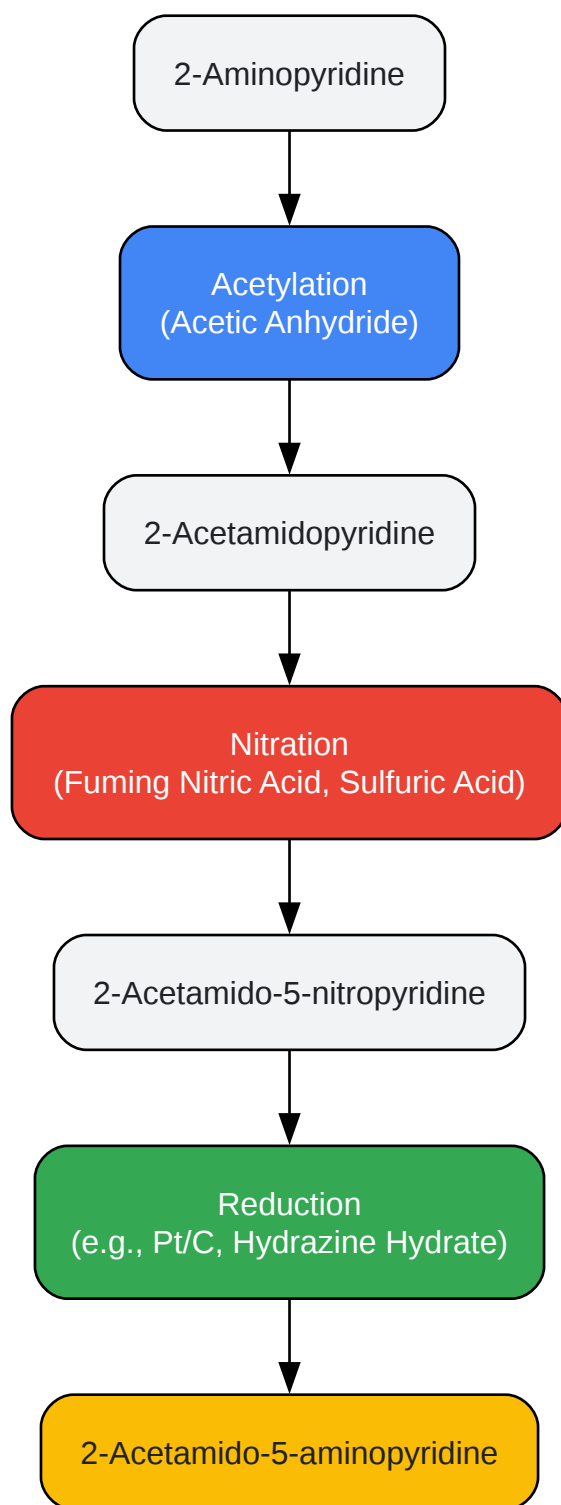 2-Aminopyridine
Acetylation
(Acetic Anhydride)
2-Acetamidopyridine
Nitration
(Fuming Nitric Acid, Sulfuric Acid)
2-Acetamido-5-nitropyridine
Reduction
(e.g., Pt/C, Hydrazine Hydrate)
2-Acetamido-5-aminopyridine